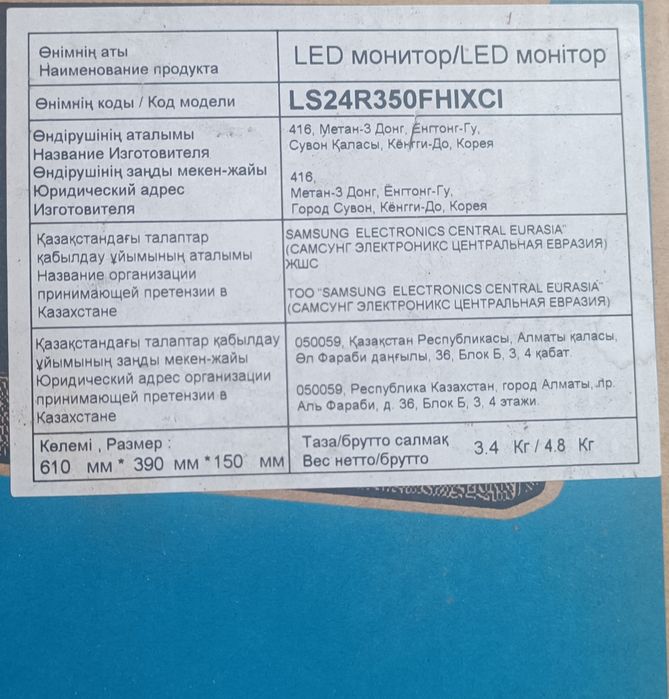 Өнімнің аты
Наименование продукта
LED монитор/LED монітор
Өнімнің коды / Код модели
LS24R350FHIXCI
Өндірушінің аталымы
Название Изготовителя
Өндірушінің заңды мекен-жайы
Юридический адрес
Изготовителя
416, Метан-3 Донг, Ёнгтонг-Гу,
Сувон Қаласы, Кёнгги-До, Корея
416,
Метан-3 Донг, Ёнгтонг-Гу,
Город Сувон, Кёнгги-До, Корея
Қазақстандағы талаптар
қабылдау ұйымының аталымы
Название организации
принимающей претензии в
Казахстане
SAMSUNG ELECTRONICS CENTRAL EURASIA"
(САМСУНГ ЭЛЕКТРОНИКС ЦЕНТРАЛЬНАЯ ЕВРАЗИЯ)
ЖШС
ТОО "SAMSUNG ELECTRONICS CENTRAL EURASIA"
(САМСУНГ ЭЛЕКТРОНИКС ЦЕНТРАЛЬНАЯ ЕВРАЗИЯ)
Қазақстандағы талаптар қабылдау
ұйымының заңды мекен-жайы
Юридический адрес организации
принимающей претензии в
Казахстане
050059, Қазақстан Республикасы, Алматы қаласы,
Әл Фараби даңғылы, 36, Блок Б, 3, 4 қабат.
050059, Республика Казахстан, город Алматы, пр.
Аль Фараби, д. 36, Блок Б, 3, 4 этажи.
Көлемі , Размер :
610 мм * 390 мм *150 мм
Таза/брутто салмақ
Вес нетто/брутто
3.4 Кг / 4.8 Кг